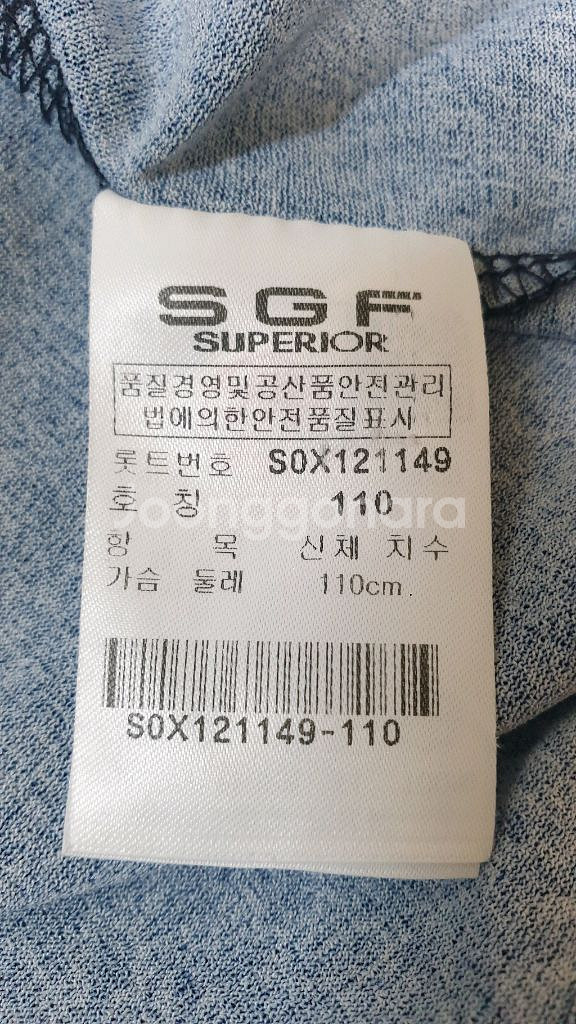 SGF
SUPERIOR
품질경영및공산품안전관리
법에의한안전품질표시
롯트번호 S0X121149
호 칭 110
Joonggonara
항 목 신체 치수
가슴 둘레 110cm.
S0X121149-110